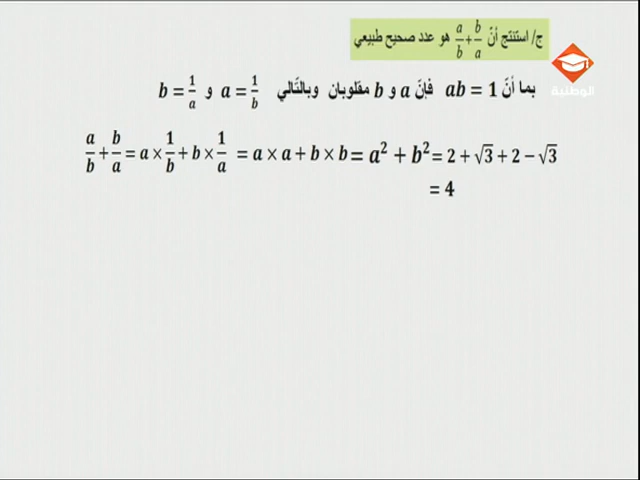 ج/ استنتج أنّ a/b + b/a هو عدد صحيح طبيعي
الوطنية
بما أنّ ab = 1 فإنّ a و b مقلوبان وبالتّالي a = 1/b و b = 1/a
a/b + b/a = a × 1/b + b × 1/a = a × a + b × b = a² + b² = 2 + √3 + 2 − √3
= 4